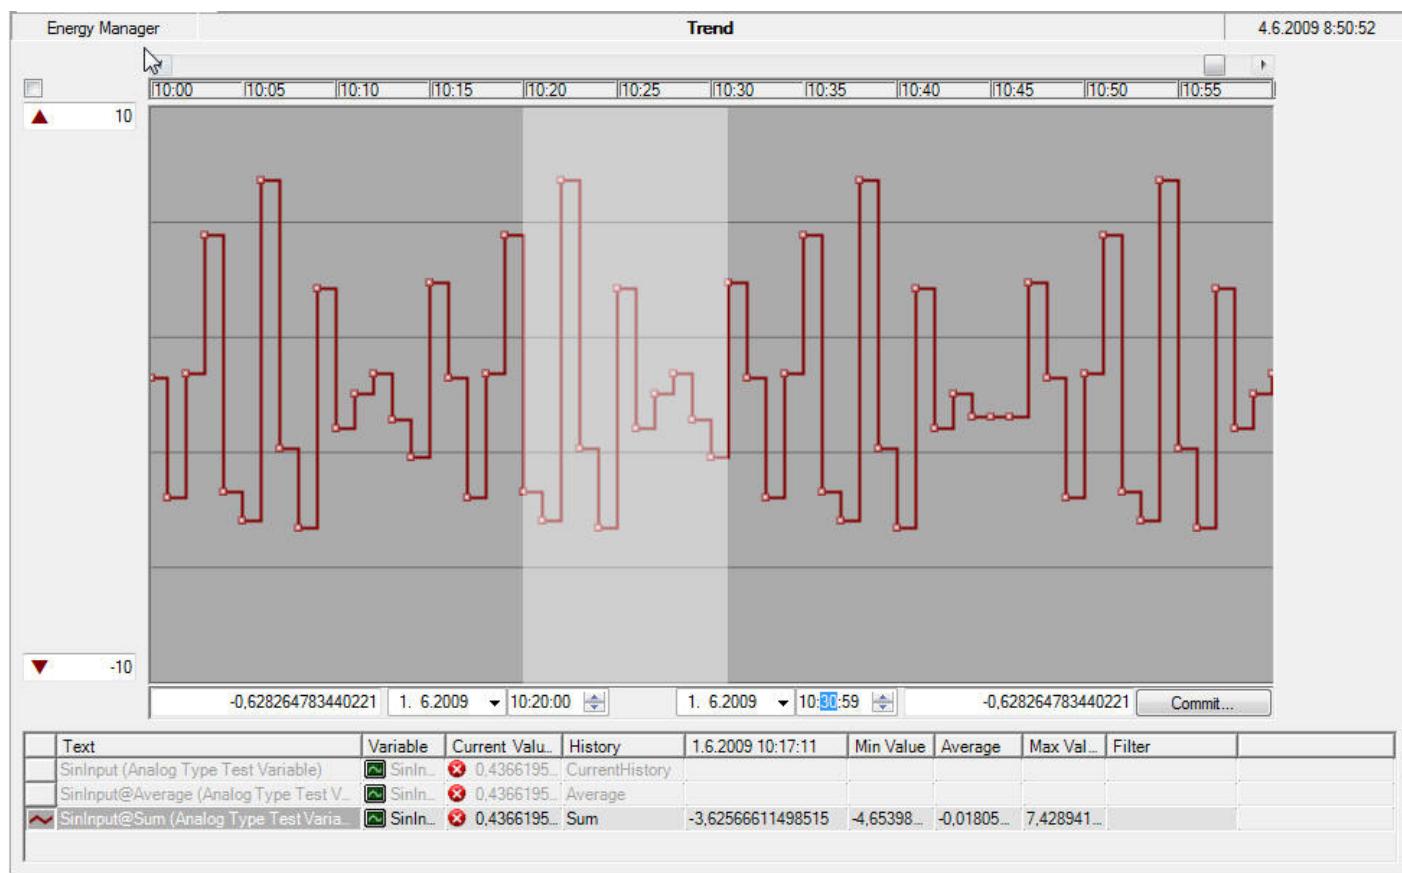 Energy Manager Trend 4.6.2009 8:50:52
10:00 10:05 10:10 10:15 10:20 10:25 10:30 10:35 10:40 10:45 10:50 10:55
10
-10
-0,628264783440221 1. 6.2009 10:20:00 1. 6.2009 10:30:59 -0,628264783440221 Commit...
Text Variable Current Valu... History 1.6.2009 10:17:11 Min Value Average Max Val... Filter
SinInput (Analog Type Test Variable) SinIn... 0,4366195... CurrentHistory
SinInput@Average (Analog Type Test V... SinIn... 0,4366195... Average
SinInput@Sum (Analog Type Test Varia... SinIn... 0,4366195... Sum -3,62566611498515 -4,65398... -0,01805... 7,428941...